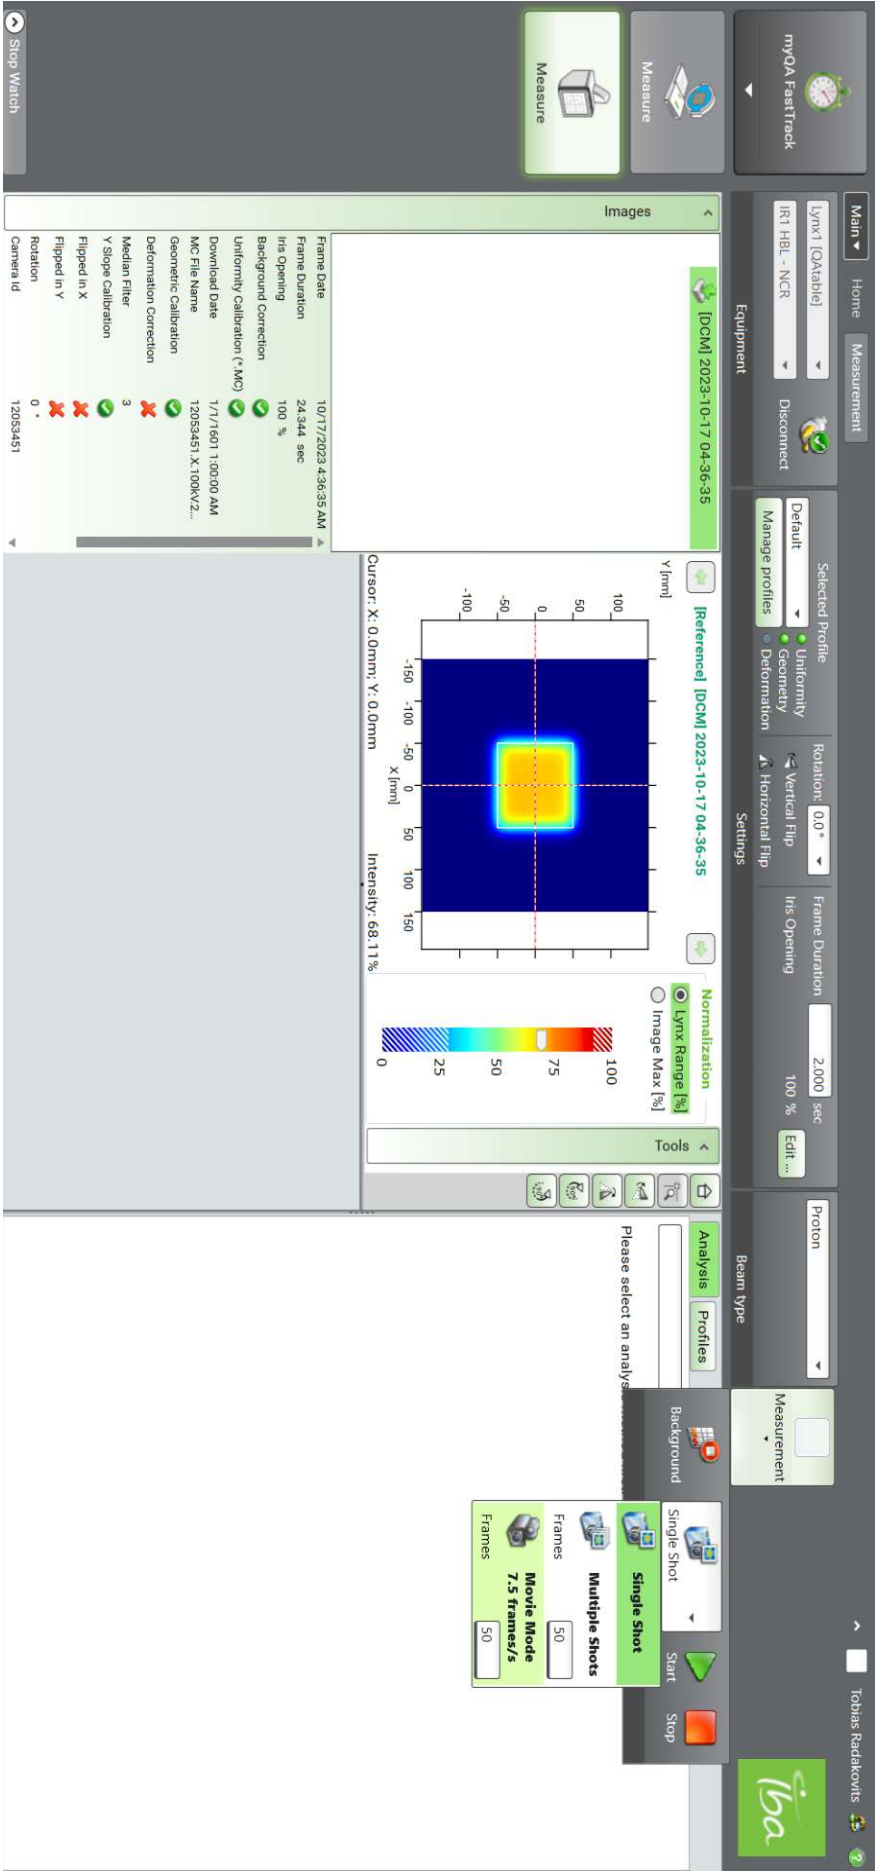 myQA FastTrack
Measure
Measure
Stop Watch
Main
Home
Measurement
Tobias Radakovits
Lynx1 [QAtable]
IR1 HBL - NCR
Disconnect
Equipment
Selected Profile
Default
Manage profiles
Uniformity
Geometry
Deformation
Rotation:
0.0°
Vertical Flip
Horizontal Flip
Frame Duration
2.000
sec
Iris Opening
100 %
Edit ...
Settings
Proton
Beam type
Measurement
iba
Images
[DCM] 2023-10-17 04-36-35
Frame Date 10/17/2023 4:36:35 AM
Frame Duration 24.344 sec
Iris Opening 100 %
Background Correction
Uniformity Calibration (*.MC)
Download Date 1/1/1601 1:00:00 AM
MC File Name 12053451.X.100kV.2...
Geometric Calibration
Deformation Correction
Median Filter 3
Y Slope Calibration
Flipped in X
Flipped in Y
Rotation 0 °
Camera Id 12053451
[Reference] [DCM] 2023-10-17 04-36-35
Y [mm]
100
50
0
-50
-100
-150 -100 -50 0 50 100 150
X [mm]
Cursor: X: 0.0mm; Y: 0.0mm
Intensity: 68.11%
Normalization
Lynx Range [%]
Image Max [%]
100
75
50
25
0
Tools
Analysis
Profiles
Please select an analys
Background
Single Shot
Start
Stop
Single Shot
Multiple Shots
Frames 50
Movie Mode
7.5 frames/s
Frames 50